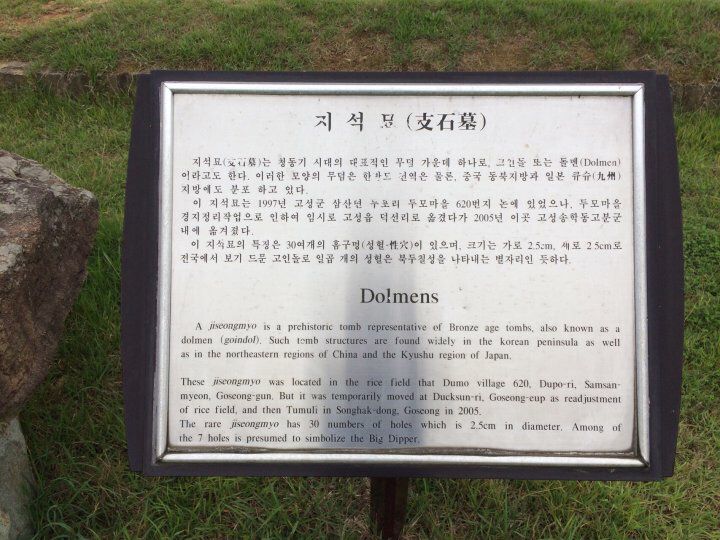 지 석 묘 (支石墓)
지석묘(支石墓)는 청동기 시대의 대표적인 무덤 가운데 하나로, 고인돌 또는 돌멘(Dolmen)
이라고도 한다. 이러한 모양의 무덤은 한반도 전역은 물론, 중국 동북지방과 일본 큐슈(九州)
지방에도 분포 하고 있다.
이 지석묘는 1997년 고성군 삼산면 두포리 두모마을 620번지 논에 있었으나, 두모마을
경지정리작업으로 인하여 임시로 고성읍 덕선리로 옮겼다가 2005년 이곳 고성송학동고분군
내에 옮겨졌다.
이 지석묘의 특징은 30여개의 홈구멍(성혈·性穴)이 있으며, 크기는 가로 2.5cm, 세로 2.5cm로
전국에서 보기 드문 고인돌로 일곱 개의 성혈은 북두칠성을 나타내는 별자리인 듯하다.
Dolmens
A jiseongmyo is a prehistoric tomb representative of Bronze age tombs, also known as a
dolmen (goindol). Such tomb structures are found widely in the korean peninsula as well
as in the northeastern regions of China and the Kyushu region of Japan.
These jiseongmyo was located in the rice field that Dumo village 620, Dupo-ri, Samsan-
myeon, Goseong-gun. But it was temporarily moved at Ducksun-ri, Goseong-eup as readjustment
of rice field, and then Tumuli in Songhak-dong, Goseong in 2005.
The rare jiseongmyo has 30 numbers of holes which is 2.5cm in diameter. Among of
the 7 holes is presumed to simbolize the Big Dipper.